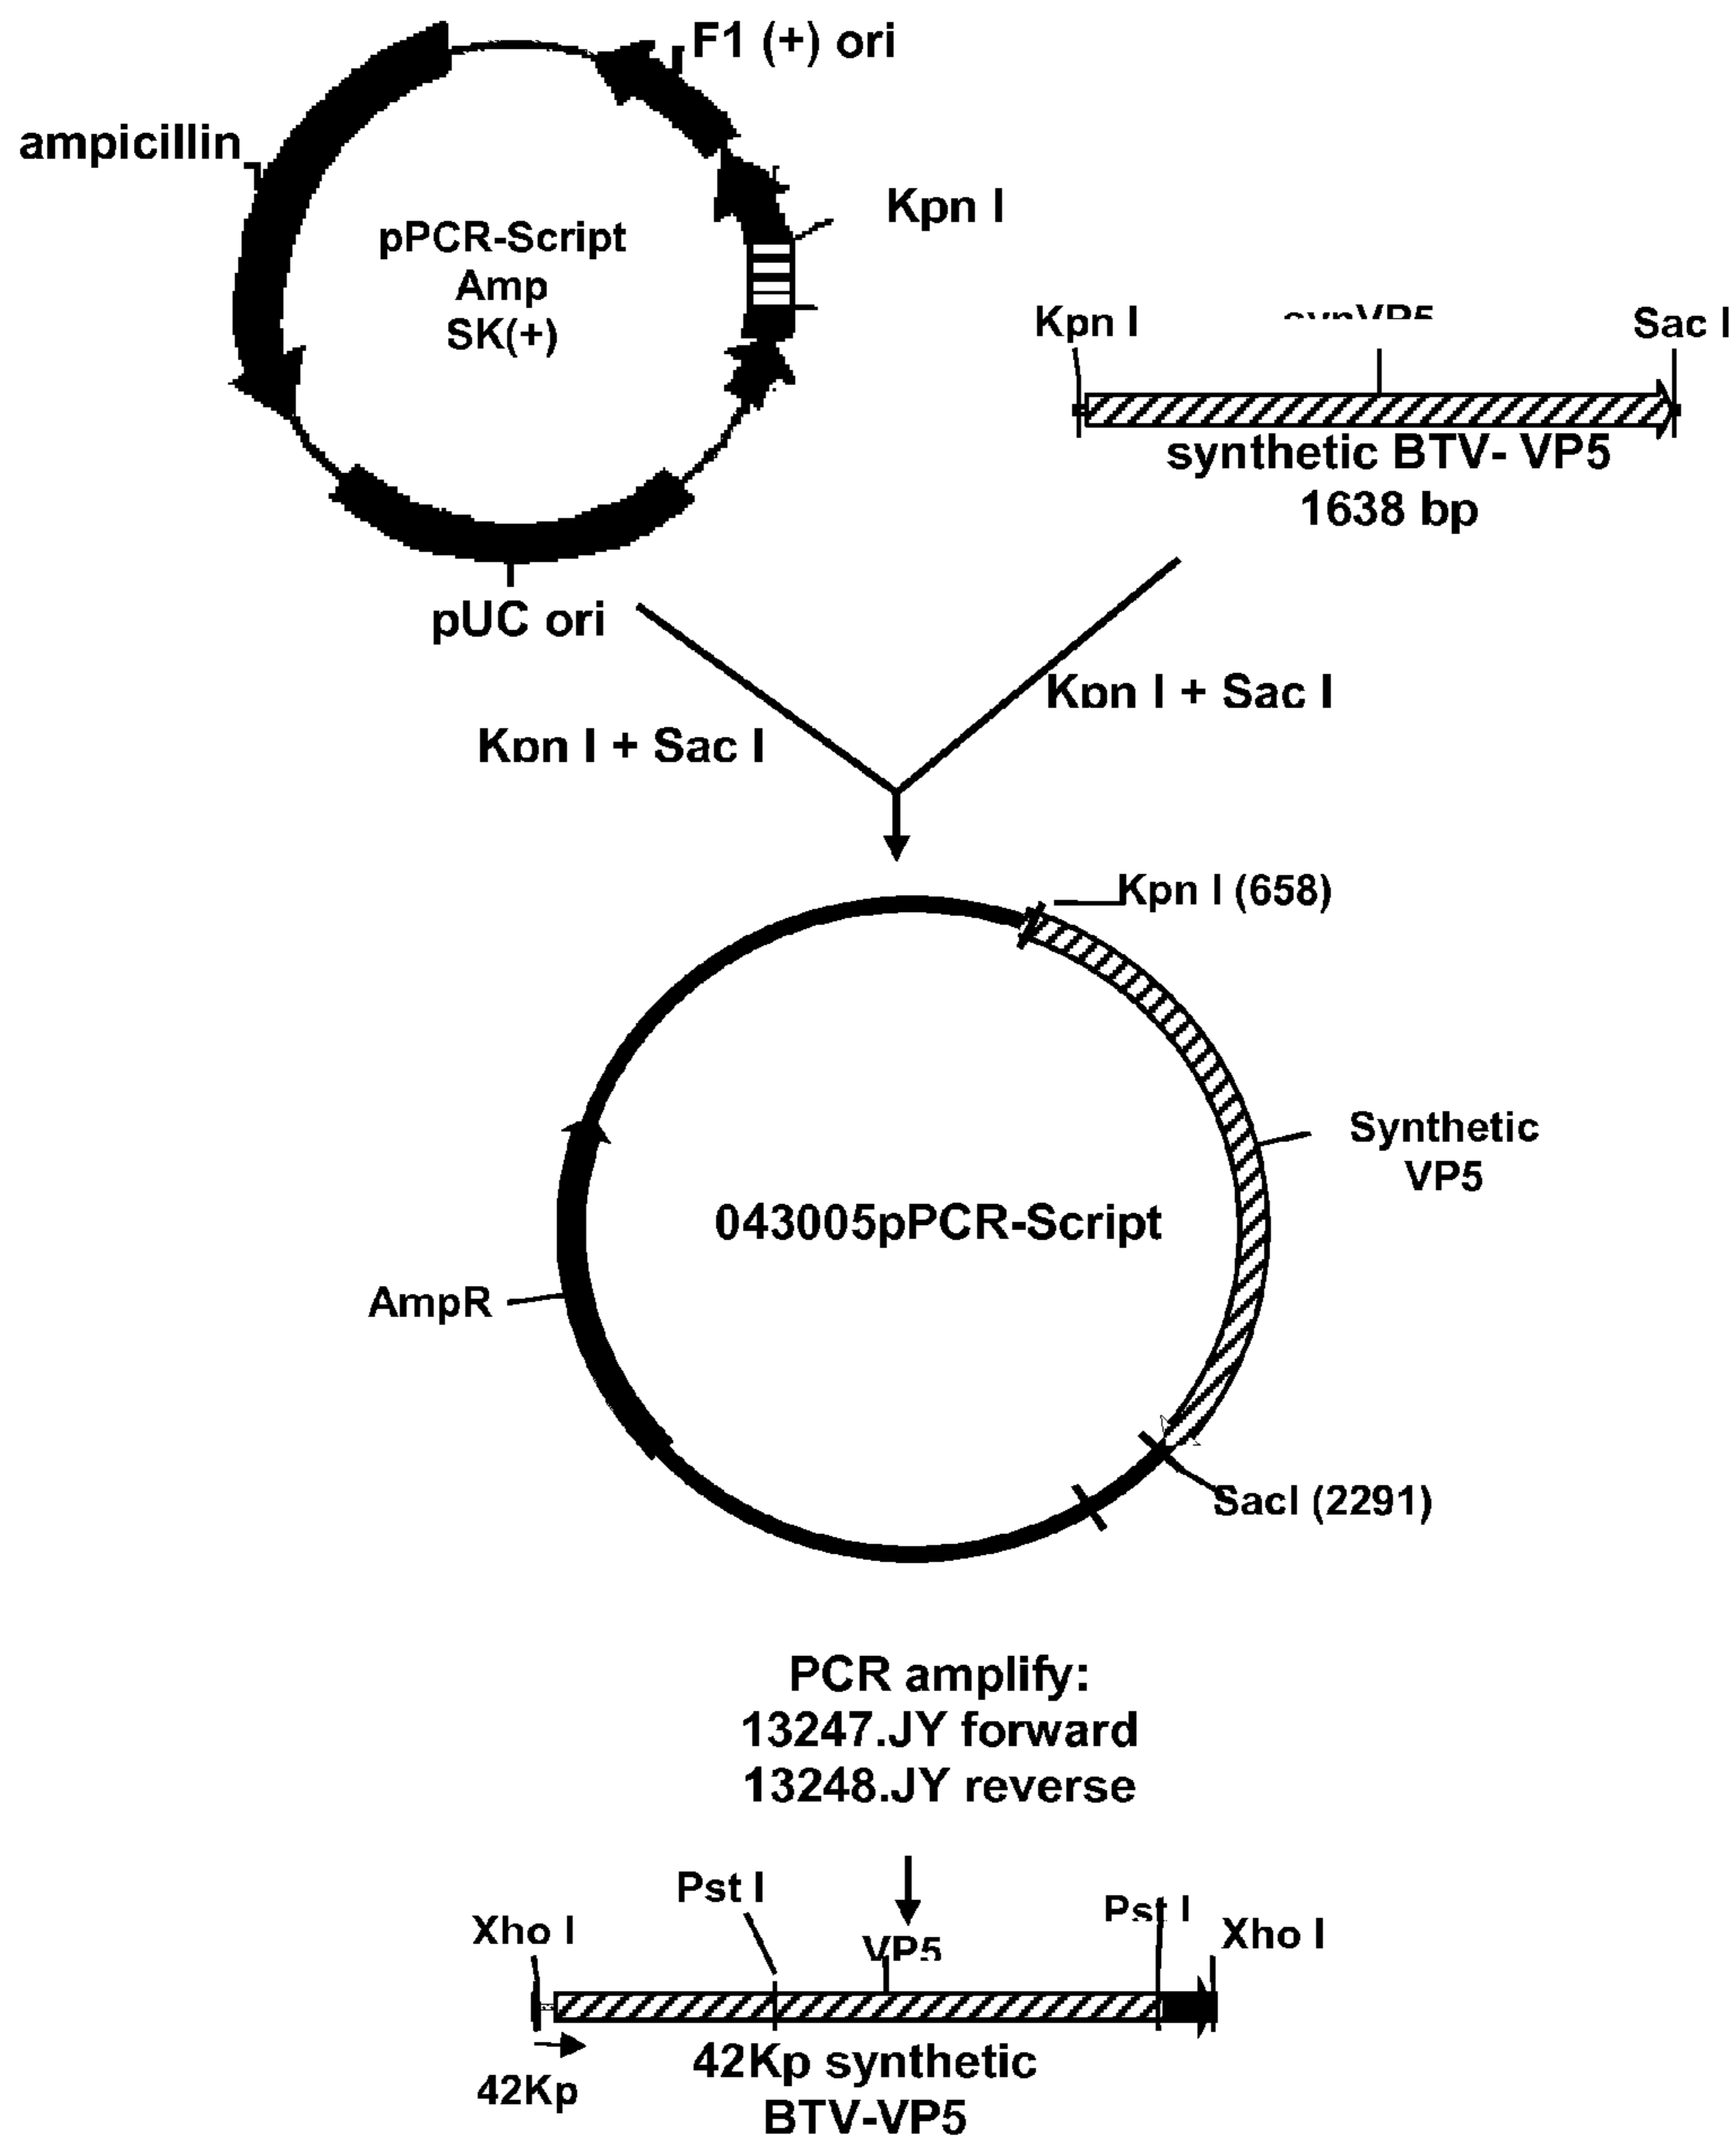 F1 (+) ori
ampicillin
Kpn I
pPCR-Script
Amp
SK(+)
pUC ori
Kpn I
Sac I
synthetic BTV- VP5
1638 bp
Kpn I + Sac I
Kpn I + Sac I
Kpn I (658)
Synthetic
VP5
043005pPCR-Script
AmpR
SacI (2291)
PCR amplify:
13247.JY forward
13248.JY reverse
Pst I
Pst I
Xho I
VP5
Xho I
42Kp
42Kp synthetic
BTV-VP5